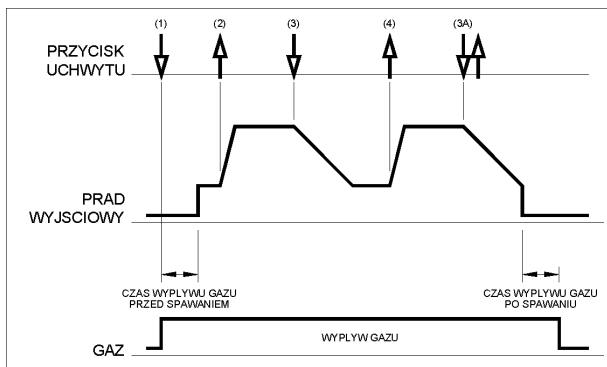 (1) (2) (3) (4) (3A)
PRZYCISK
UCHWYTU
PRAD
WYJSCIOWY
CZAS WYPLYWU GAZU
PRZED SPAWANIEM
CZAS WYPLYWU GAZU
PO SPAWANIU
WYPLYW GAZU
GAZ